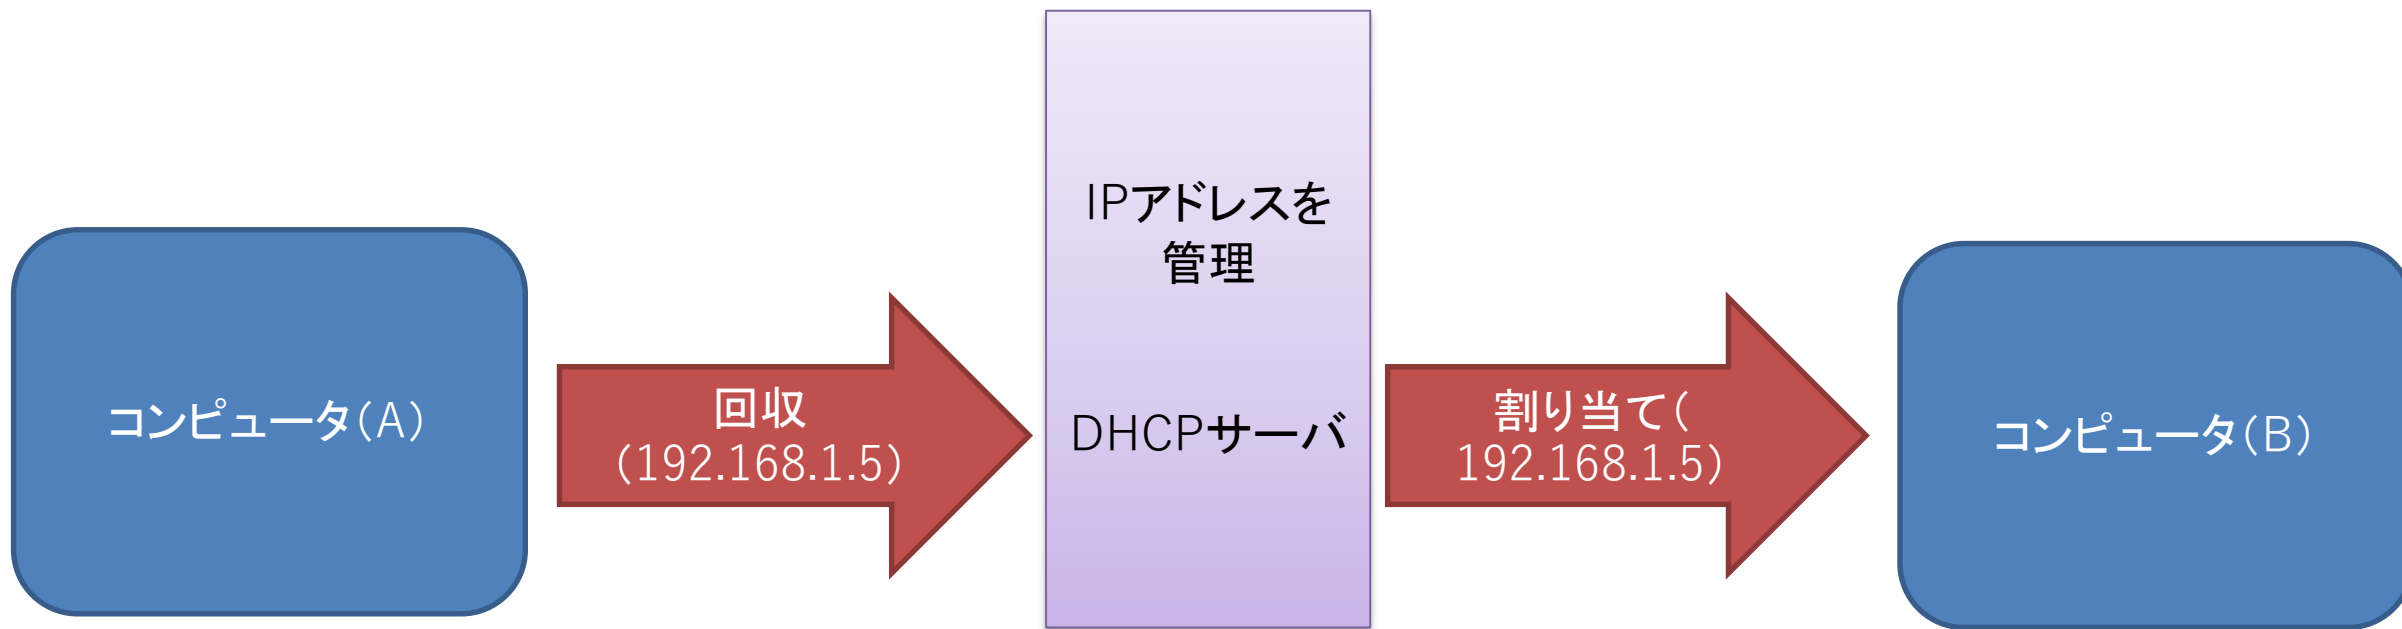 コンピュータ(A)
回収
(192.168.1.5)
IPアドレスを
管理
DHCPサーバ
割り当て(
192.168.1.5)
コンピュータ(B)